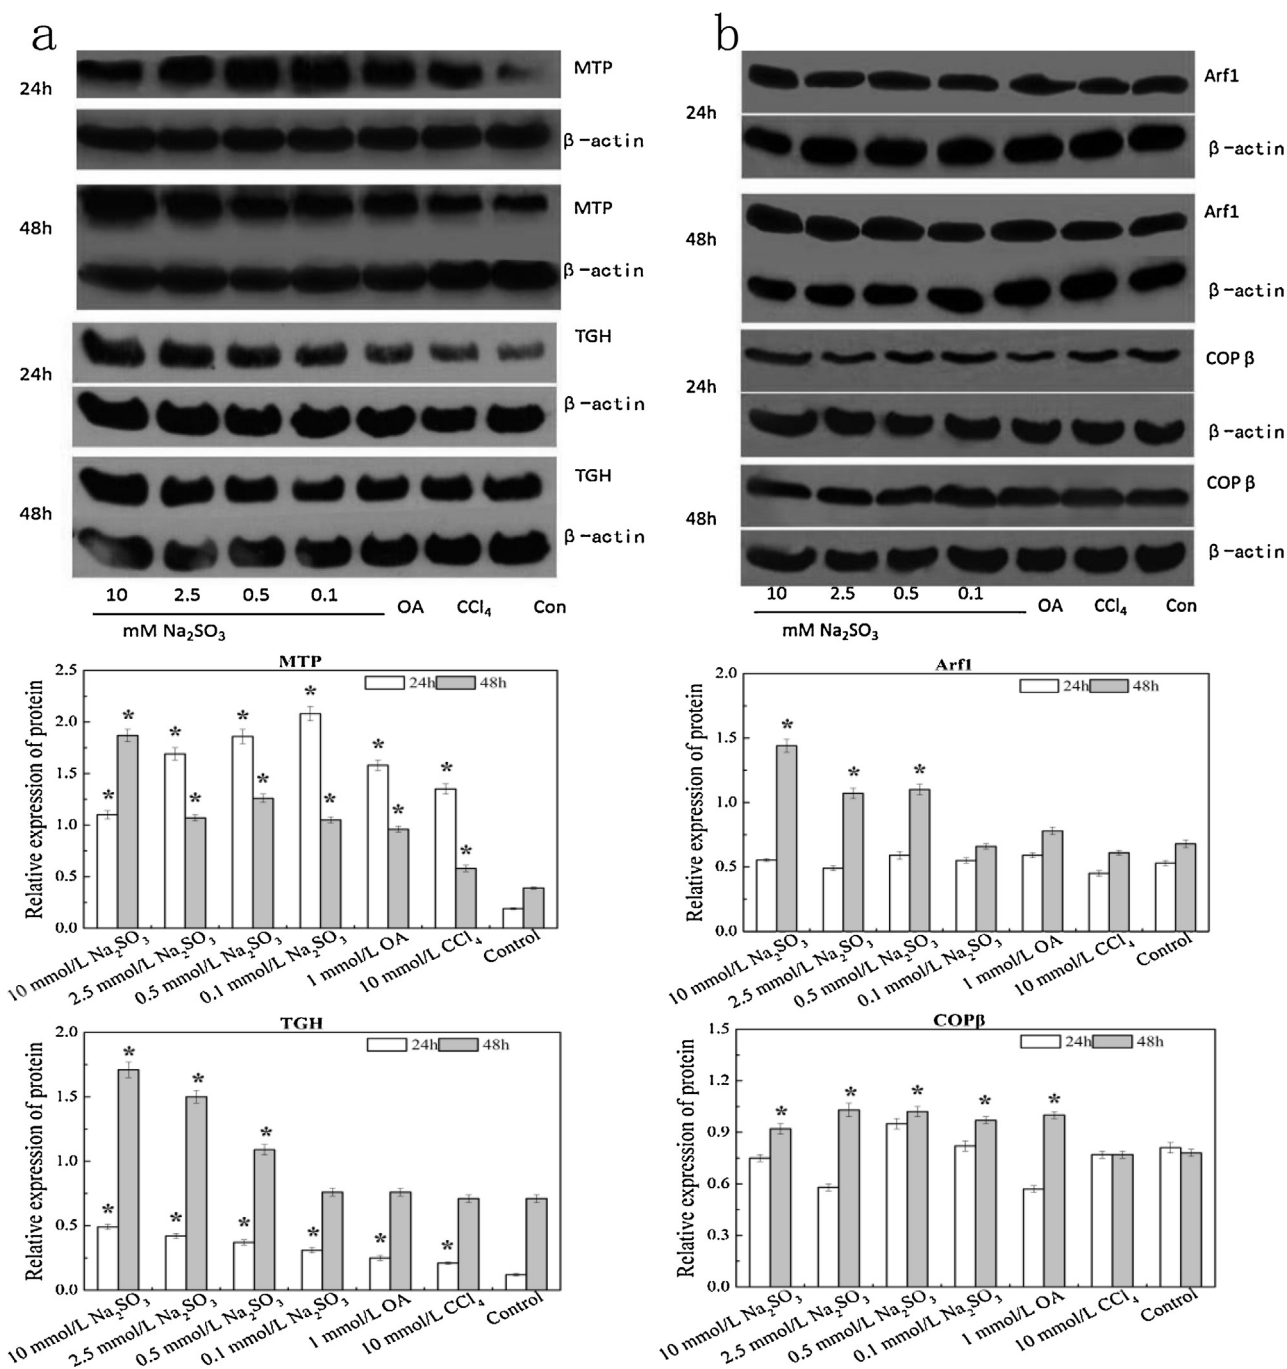 a
24h
MTP
β-actin
48h
MTP
β-actin
24h
TGH
β-actin
48h
TGH
β-actin
10 2.5 0.5 0.1 OA CCl₄ Con
mM Na₂SO₃
b
24h
Arf1
β-actin
48h
Arf1
β-actin
24h
COP β
β-actin
48h
COP β
β-actin
10 2.5 0.5 0.1 OA CCl₄ Con
mM Na₂SO₃
MTP
24h 48h
Relative expression of protein
2.5
2.0
1.5
1.0
0.5
0.0
* * * * * * * * * * * *
10 mmol/L Na₂SO₃
2.5 mmol/L Na₂SO₃
0.5 mmol/L Na₂SO₃
0.1 mmol/L Na₂SO₃
1 mmol/L OA
10 mmol/L CCl₄
Control
Arf1
24h 48h
Relative expression of protein
2.0
1.5
1.0
0.5
0.0
* * *
10 mmol/L Na₂SO₃
2.5 mmol/L Na₂SO₃
0.5 mmol/L Na₂SO₃
0.1 mmol/L Na₂SO₃
1 mmol/L OA
10 mmol/L CCl₄
Control
TGH
24h 48h
Relative expression of protein
2.0
1.5
1.0
0.5
0.0
* * * * * * * * *
10 mmol/L Na₂SO₃
2.5 mmol/L Na₂SO₃
0.5 mmol/L Na₂SO₃
0.1 mmol/L Na₂SO₃
1 mmol/L OA
10 mmol/L CCl₄
Control
COPβ
24h 48h
Relative expression of protein
1.5
1.2
0.9
0.6
0.3
0.0
* * * * *
10 mmol/L Na₂SO₃
2.5 mmol/L Na₂SO₃
0.5 mmol/L Na₂SO₃
0.1 mmol/L Na₂SO₃
1 mmol/L OA
10 mmol/L CCl₄
Control